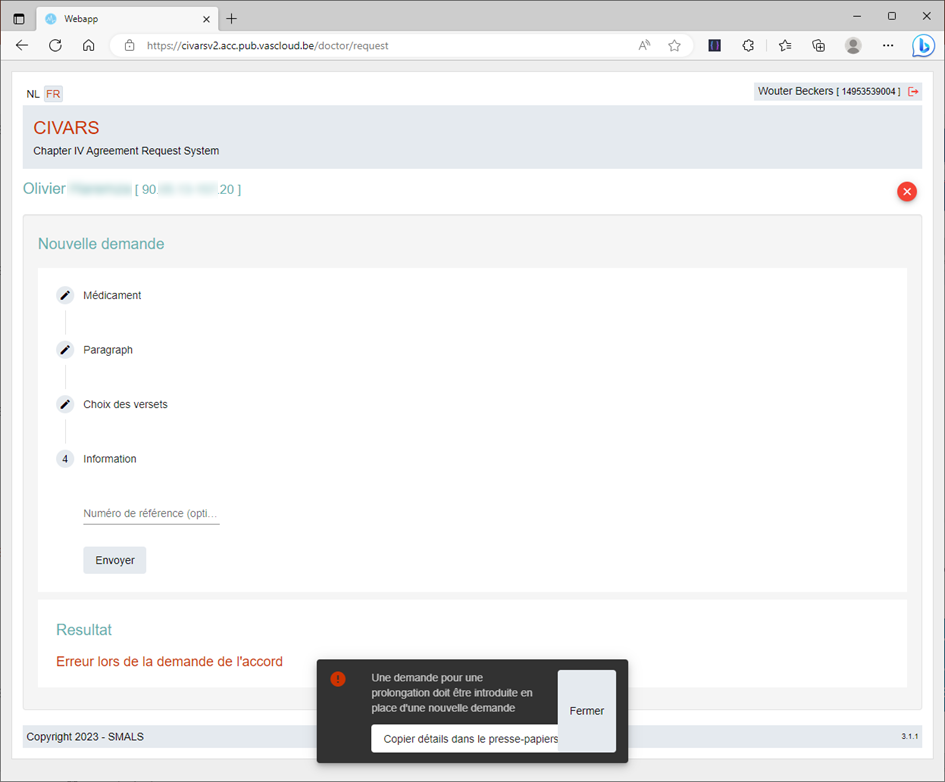 Webapp
https://civarsv2.acc.pub.vascloud.be/doctor/request
NL FR
Wouter Beckers [ 14953539004 ]
CIVARS
Chapter IV Agreement Request System
Olivier [ 90. .20 ]
Nouvelle demande
Médicament
Paragraph
Choix des versets
4 Information
Numéro de référence (opti...
Envoyer
Resultat
Erreur lors de la demande de l'accord
Une demande pour une
prolongation doit être introduite en
place d'une nouvelle demande
Fermer
Copier détails dans le presse-papiers
Copyright 2023 - SMALS
3.1.1